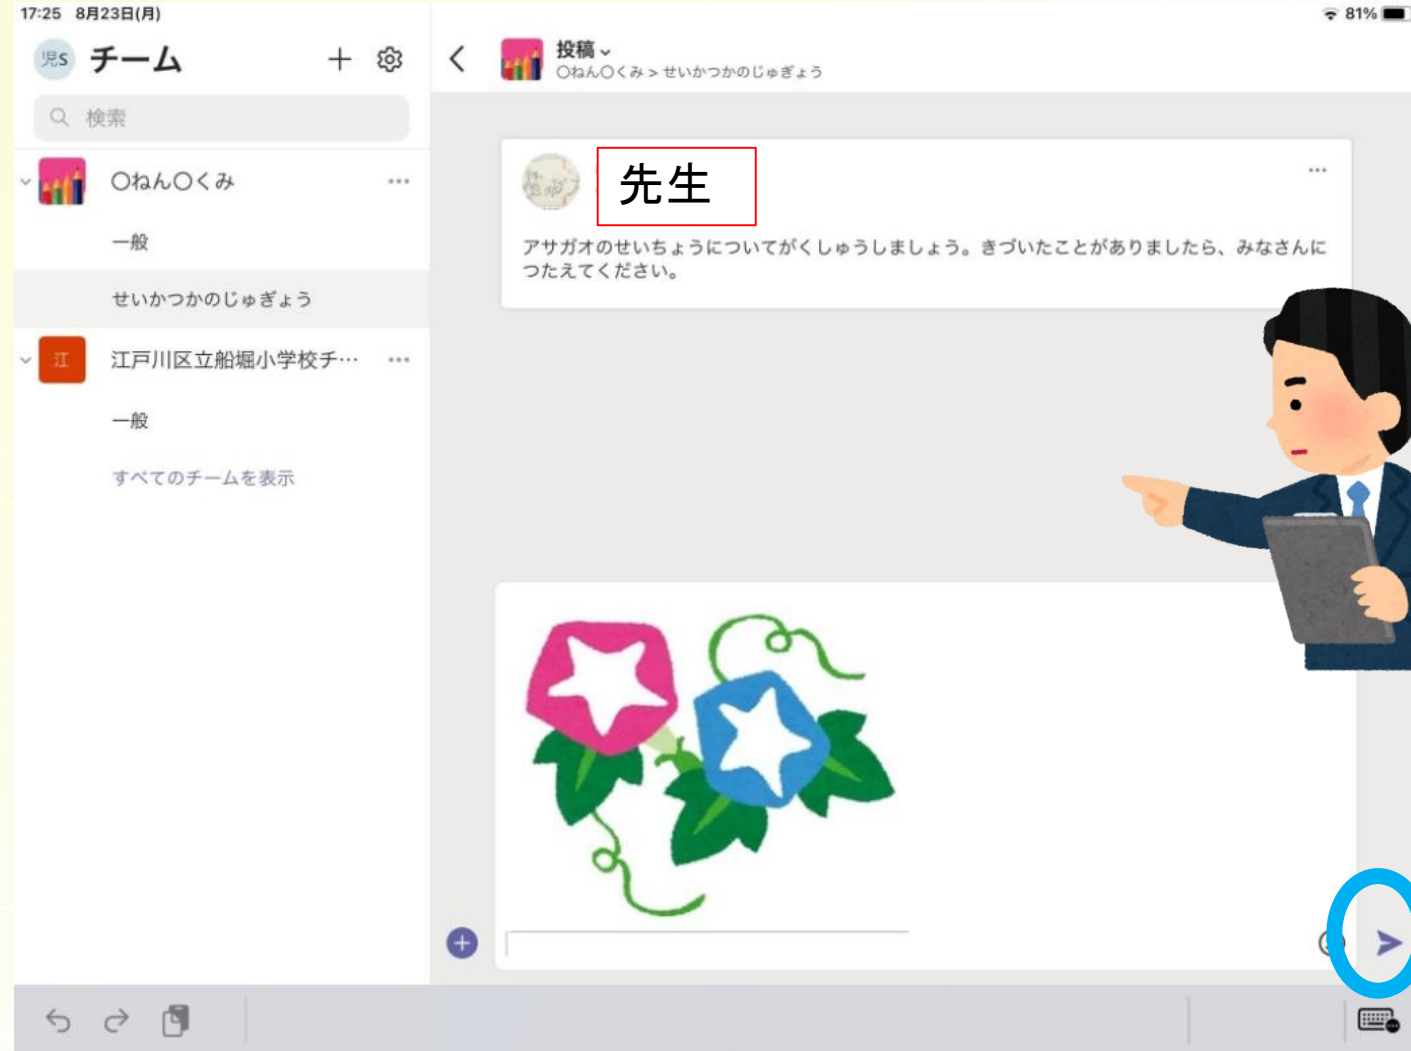 17:25 8月23日(月)
81%
児S チーム
検索
〇ねん〇くみ
一般
せいかつかのじゅぎょう
江
江戸川区立船堀小学校チ…
一般
すべてのチームを表示
投稿
〇ねん〇くみ > せいかつかのじゅぎょう
先生
アサガオのせいちょうについてがくしゅうしましょう。きづいたことがありましたら、みなさんに
つたえてください。